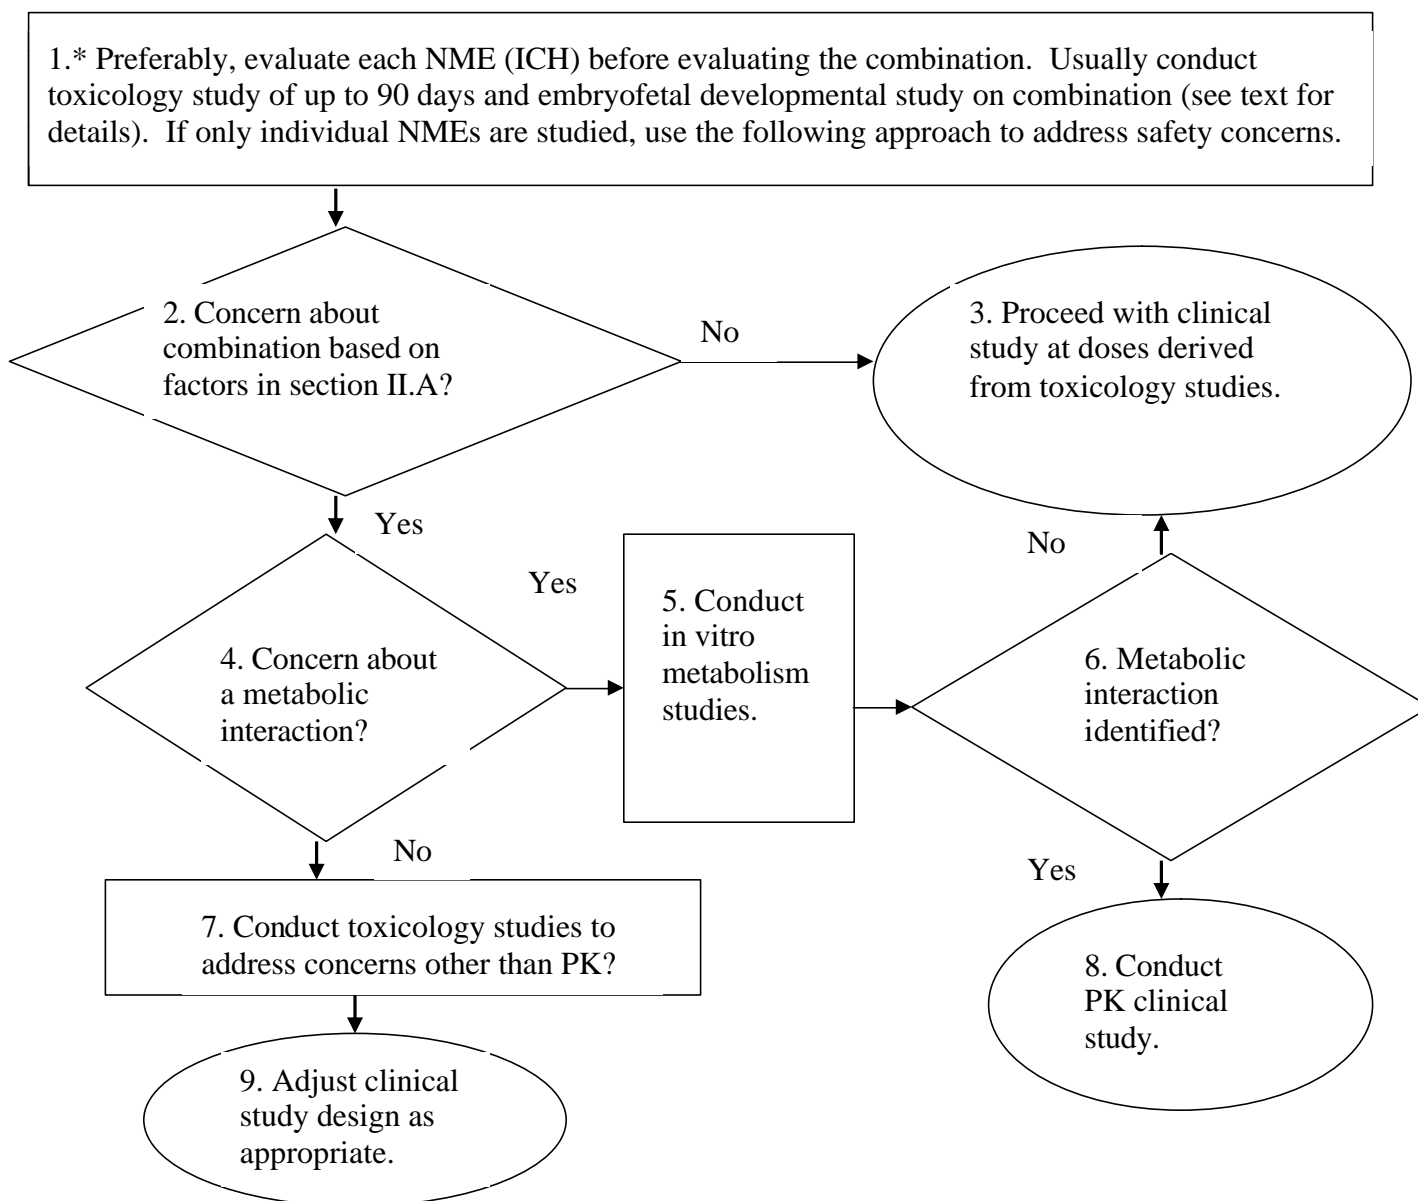 1.* Preferably, evaluate each NME (ICH) before evaluating the combination.  Usually conduct
toxicology study of up to 90 days and embryofetal developmental study on combination (see text for
details).  If only individual NMEs are studied, use the following approach to address safety concerns.
2. Concern about
combination based on
factors in section II.A?
No
3. Proceed with clinical
study at doses derived
from toxicology studies.
Yes
4. Concern about
a metabolic
interaction?
Yes
5. Conduct
in vitro
metabolism
studies.
No
6. Metabolic
interaction
identified?
No
7. Conduct toxicology studies to
address concerns other than PK?
Yes
8. Conduct
PK clinical
study.
9. Adjust clinical
study design as
appropriate.